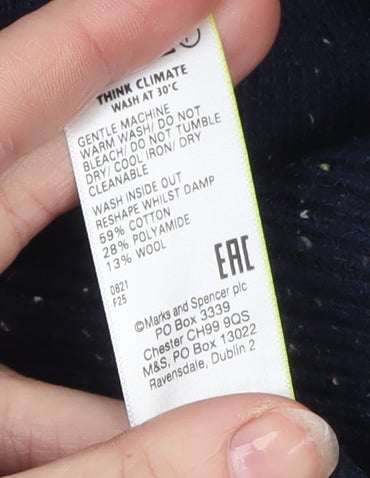 THINK CLIMATE
WASH AT 30°C
GENTLE MACHINE
WARM WASH/ DO NOT
BLEACH/ DO NOT TUMBLE
DRY/ COOL IRON/ DRY
CLEANABLE
WASH INSIDE OUT
RESHAPE WHILST DAMP
59% COTTON
28% POLYAMIDE
13% WOOL
EAC
0821
F25
©Marks and Spencer plc
PO Box 3339
Chester CH99 9QS
M&S, PO Box 13022
Ravensdale, Dublin 2